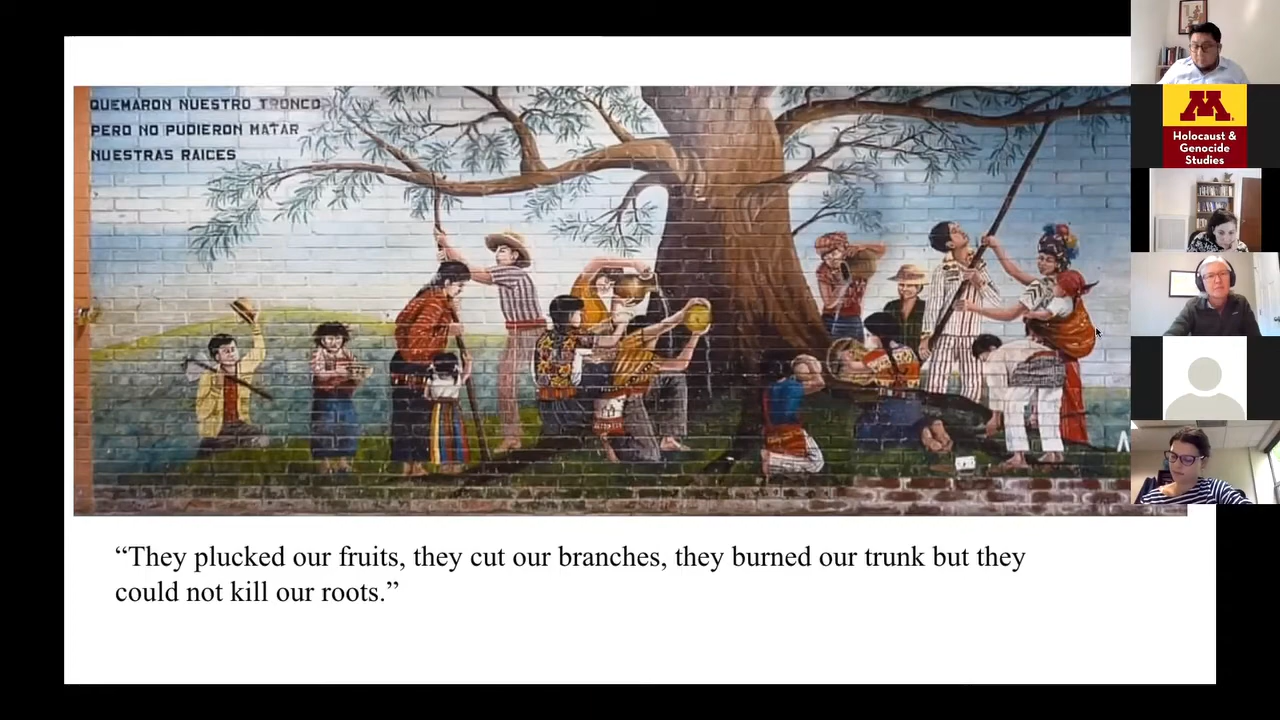 QUEMARON NUESTRO TRONCO
PERO NO PUDIERON MATAR
NUESTRAS RAICES
“They plucked our fruits, they cut our branches, they burned our trunk but they
could not kill our roots.”
M
Holocaust &
Genocide
Studies